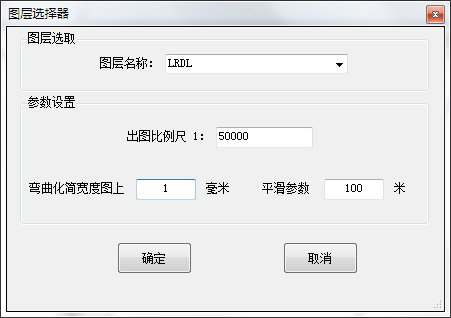 图层选择器
图层选取
图层名称: LRDL
参数设置
出图比例尺 1: 50000
弯曲化简宽度图上 1 毫米 平滑参数 100 米
确定 取消